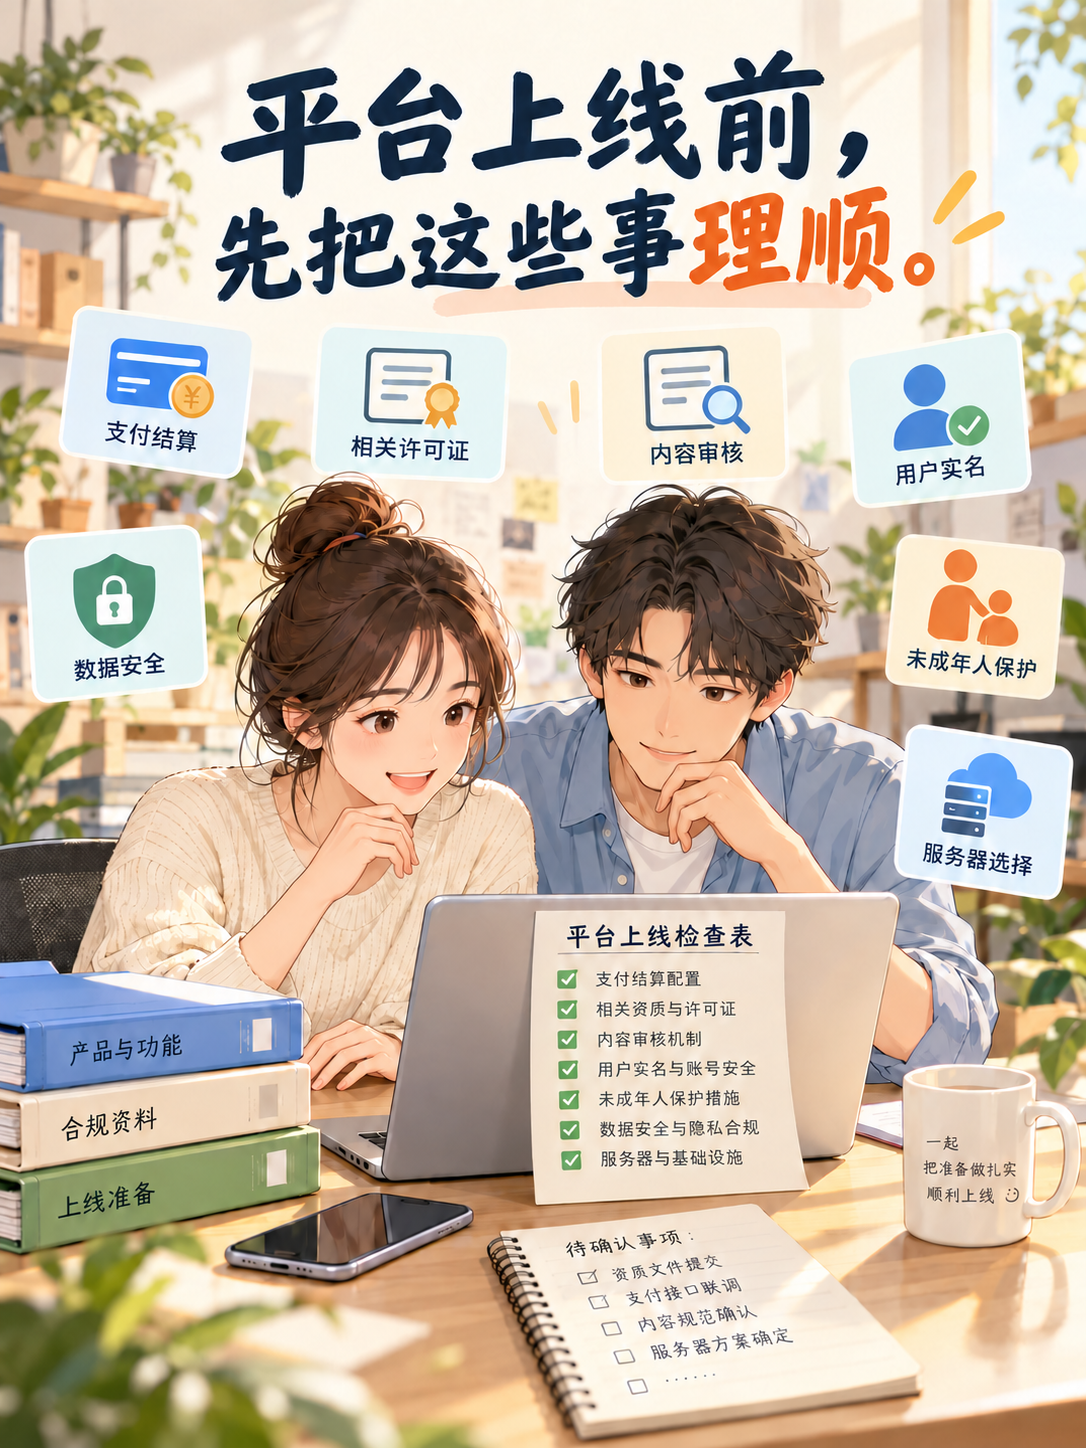 平台上线前，
先把这些事理顺。
支付结算
相关许可证
内容审核
用户实名
数据安全
未成年人保护
服务器选择
平台上线检查表
支付结算配置
相关资质与许可证
内容审核机制
用户实名与账号安全
未成年人保护措施
数据安全与隐私合规
服务器与基础设施
产品与功能
合规资料
上线准备
一起
把准备做扎实
顺利上线
待确认事项：
资质文件提交
支付接口联调
内容规范确认
服务器方案确定
······